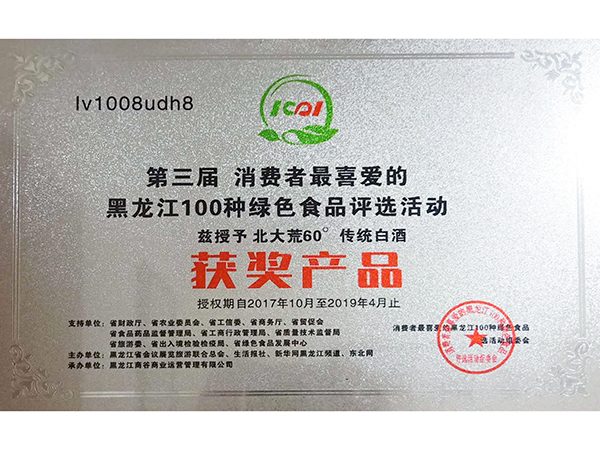 lv1008udh8
第三届 消费者最喜爱的
黑龙江100种绿色食品评选活动
兹授予 北大荒60° 传统白酒
获奖产品
授权期自2017年10月至2019年4月止
支持单位：省财政厅、省农业委员会、省工信委、省商务厅、省贸促会
省食品药品监督管理局、省工商行政管理局、省质量技术监督局
省旅游委、省出入境检验检疫局、省绿色食品发展中心
主办单位：黑龙江省会议展览旅游联合总会、生活报社、新华网黑龙江频道、东北网
承办单位：黑龙江商谷商业运营管理有限公司
消费者最喜爱的黑龙江100种绿色食品
评选活动组委会